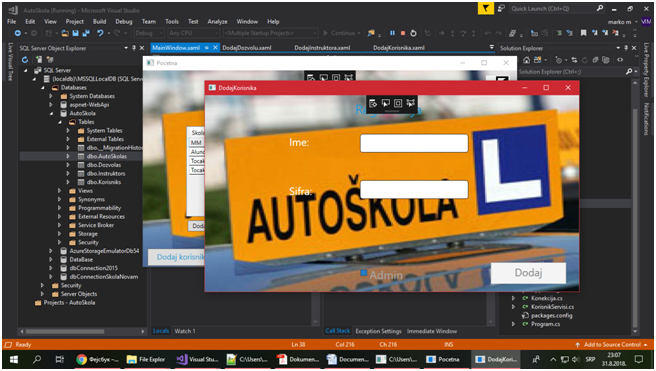 AutoSkola (Running) - Microsoft Visual Studio
Quick Launch (Ctrl+Q)
File Edit View Project Build Debug Team Tools Test Analyze Window Help
marko m
Debug
Any CPU
<Multiple Startup Projects>
Continue
Live Visual Tree
SQL Server Object Explorer
MainWindow.xaml
DodajDozvolu.xaml
DodajInstruktora.xaml
DodajKorisnika.xaml
Solution Explorer
Search Solution Explorer (Ctrl+;)
Live Property Explorer
Notifications
SQL Server
(localdb)\MSSQLLocalDB (SQL Server
Databases
System Databases
aspnet-WebApi
AutoSkola
Tables
System Tables
External Tables
dbo.__MigrationHistor
dbo.AutoSkolas
dbo.Dozvolas
dbo.Instruktors
dbo.Korisniks
Views
Synonyms
Programmability
External Resources
Service Broker
Storage
Security
AzureStorageEmulatorDb54
DataBase
dbConnection2015
dbConnectionSkolaNovam
Security
Server Objects
Projects - AutoSkola
Pocetna
Skola
MM
Tocak
Dodaj korisnik
DodajKorisnika
Ime:
Sifra:
AUTOŠKOLA
L
Admin
Dodaj
Konekcija.cs
KorisnikServisi.cs
packages.config
Program.cs
Locals Watch 1
Call Stack Exception Settings Immediate Window
Ready
Ln 38
Col 216
Ch 216
INS
Add to Source Control
Фејсбук -...
File Explor
Visual Stu...
C:\Users\...
Dokumen...
Documen...
C:\Users\...
Pocetna
DodajKori...
SRP
23:07
31.8.2018.